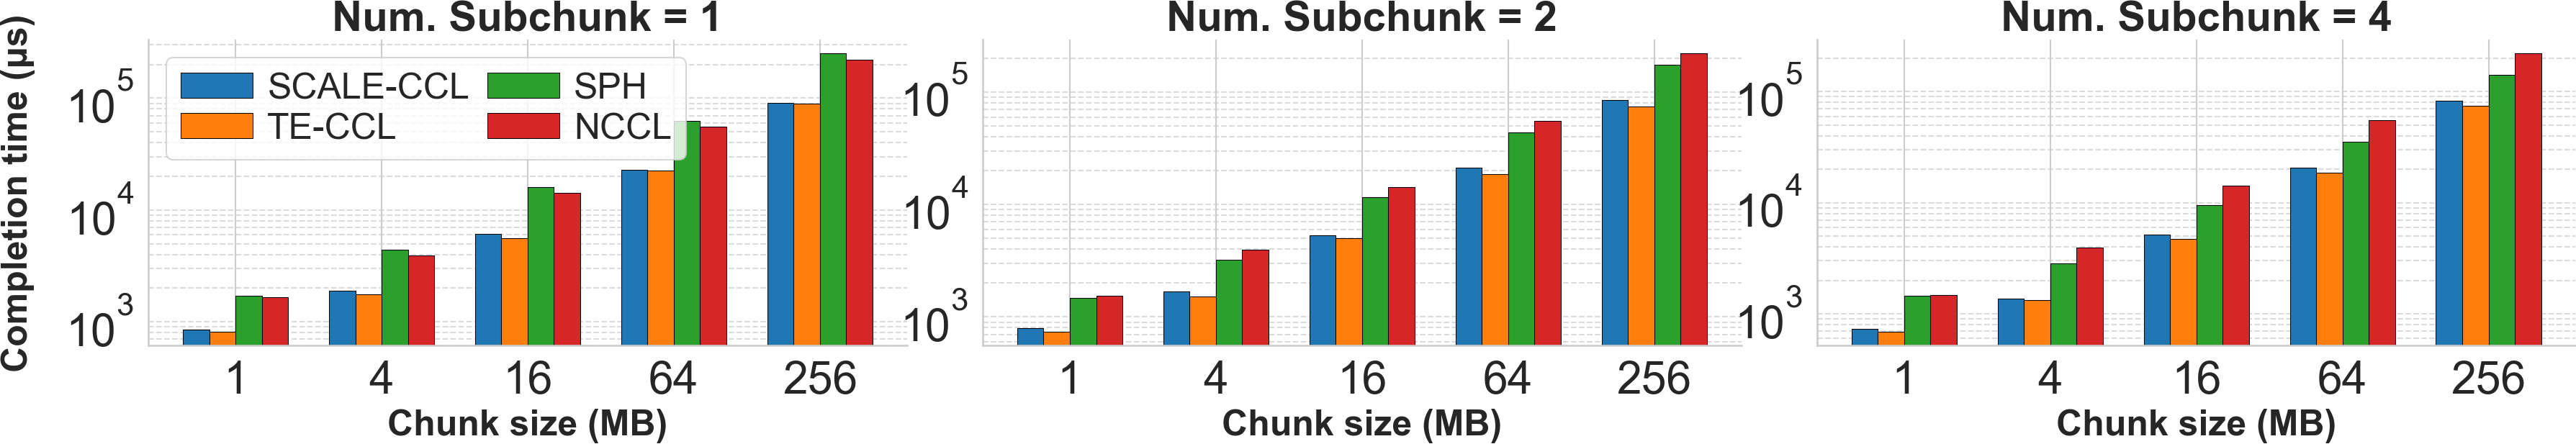 Num. Subchunk = 1
Num. Subchunk = 2
Num. Subchunk = 4
Completion time (μs)
SCALE-CCL
SPH
TE-CCL
NCCL
10^5
10^4
10^3
1 4 16 64 256
Chunk size (MB)
10^5
10^4
10^3
1 4 16 64 256
Chunk size (MB)
10^5
10^4
10^3
1 4 16 64 256
Chunk size (MB)